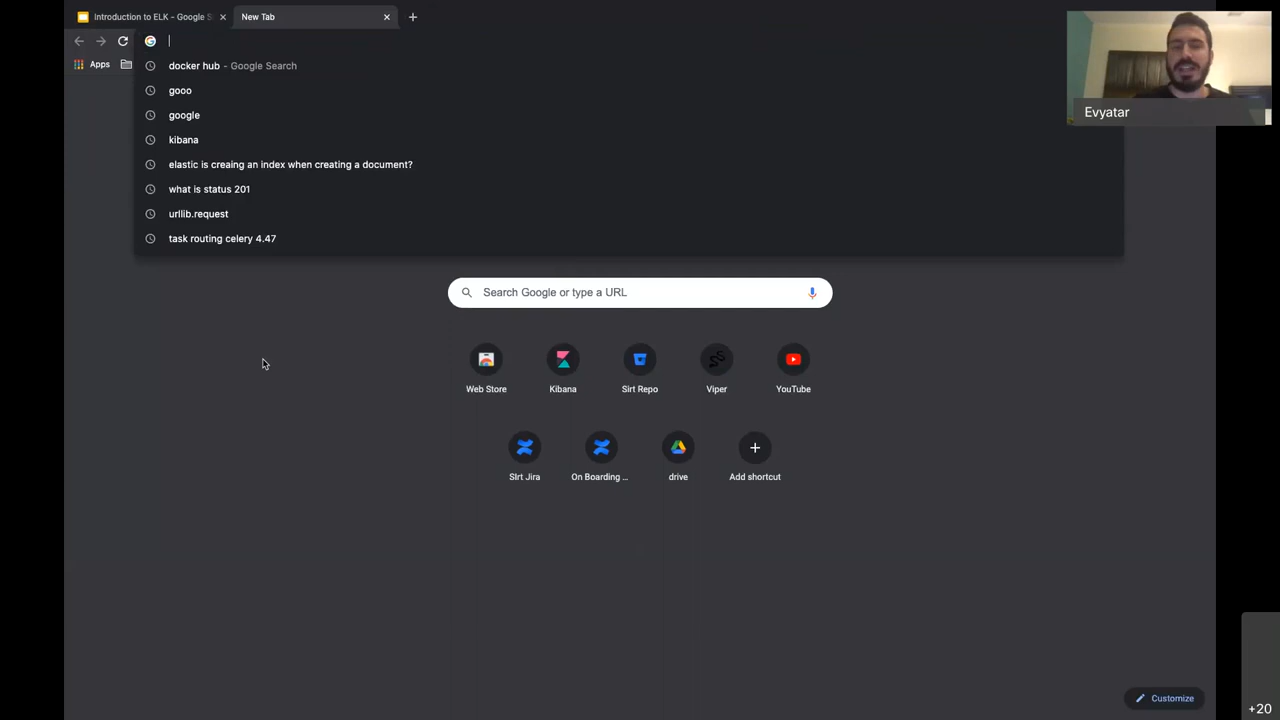 Introduction to ELK - Google S
New Tab
Apps
docker hub - Google Search
gooo
google
kibana
elastic is creaing an index when creating a document?
what is status 201
urllib.request
task routing celery 4.47
Search Google or type a URL
Web Store
Kibana
Sirt Repo
Viper
YouTube
SIrt Jira
On Boarding ...
drive
Add shortcut
Customize
Evyatar
+20